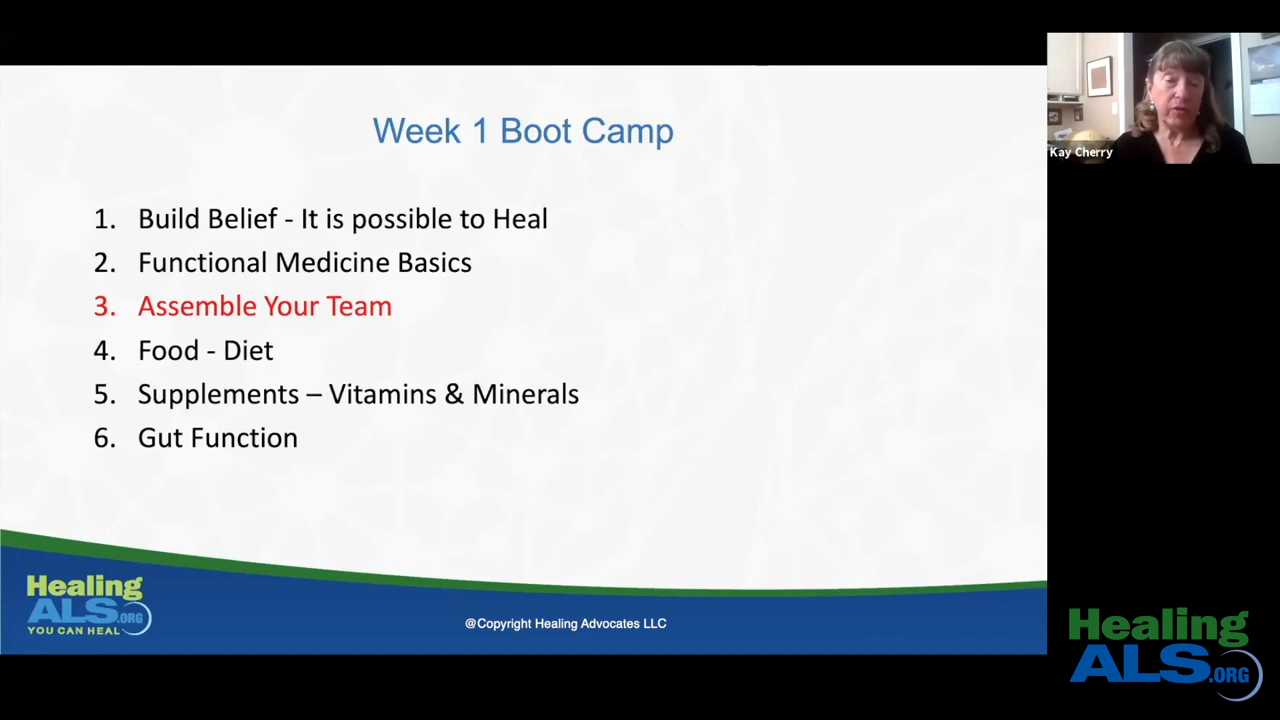 Week 1 Boot Camp
1. Build Belief - It is possible to Heal
2. Functional Medicine Basics
3. Assemble Your Team
4. Food - Diet
5. Supplements – Vitamins & Minerals
6. Gut Function
Healing
ALS.ORG
YOU CAN HEAL
@Copyright Healing Advocates LLC
Kay Cherry
Healing
ALS.ORG